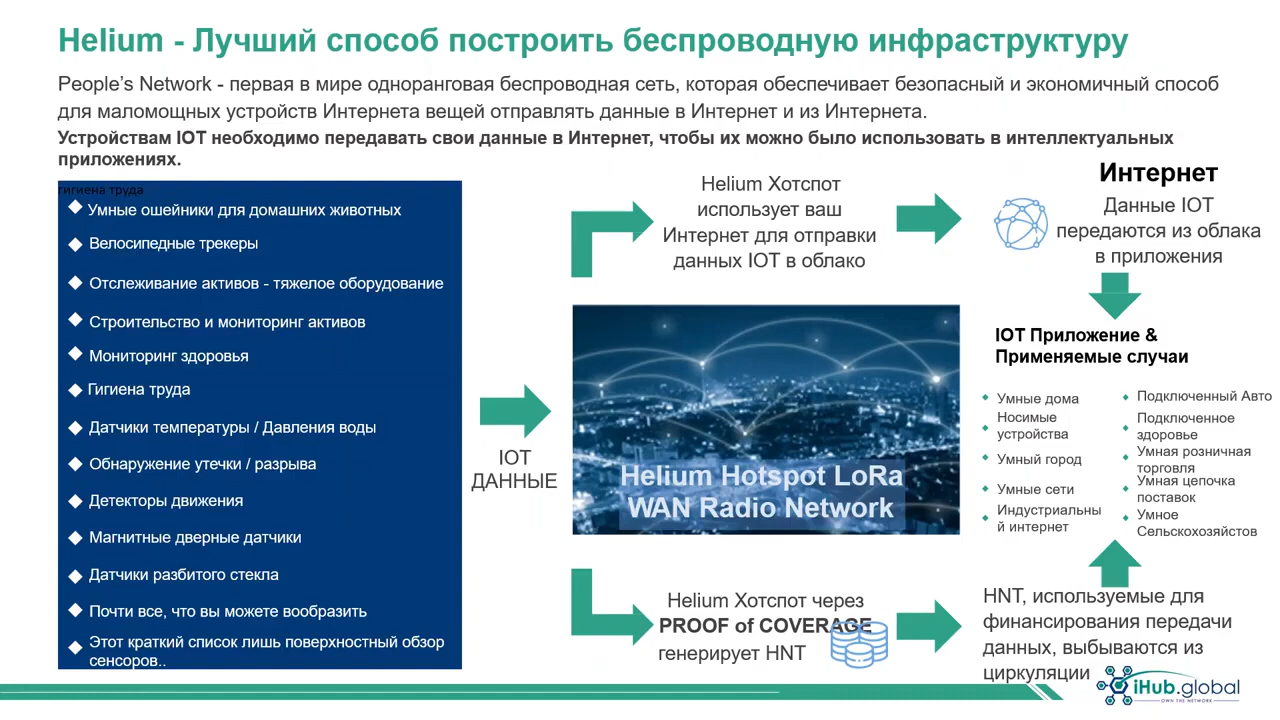 Helium - Лучший способ построить беспроводную инфраструктуру
People’s Network - первая в мире одноранговая беспроводная сеть, которая обеспечивает безопасный и экономичный способ
для маломощных устройств Интернета вещей отправлять данные в Интернет и из Интернета.
Устройствам IOT необходимо передавать свои данные в Интернет, чтобы их можно было использовать в интеллектуальных
приложениях.
гигиена труда
Умные ошейники для домашних животных
Велосипедные трекеры
Отслеживание активов - тяжелое оборудование
Строительство и мониторинг активов
Мониторинг здоровья
Гигиена труда
Датчики температуры / Давления воды
Обнаружение утечки / разрыва
Детекторы движения
Магнитные дверные датчики
Датчики разбитого стекла
Почти все, что вы можете вообразить
Этот краткий список лишь поверхностный обзор
сенсоров..
IOT
ДАННЫЕ
Helium Хотспот
использует ваш
Интернет для отправки
данных IOT в облако
Helium Hotspot LoRa
WAN Radio Network
Helium Хотспот через
PROOF of COVERAGE
генерирует HNT
Интернет
Данные IOT
передаются из облака
в приложения
IOT Приложение &
Применяемые случаи
Умные дома
Носимые
устройства
Умный город
Умные сети
Индустриальны
й интернет
Подключенный Авто
Подключенное
здоровье
Умная розничная
торговля
Умная цепочка
поставок
Умное
Сельскохозяйстов
HNT, используемые для
финансирования передачи
данных, выбываются из
циркуляции
iHub.global
OWN THE NETWORK